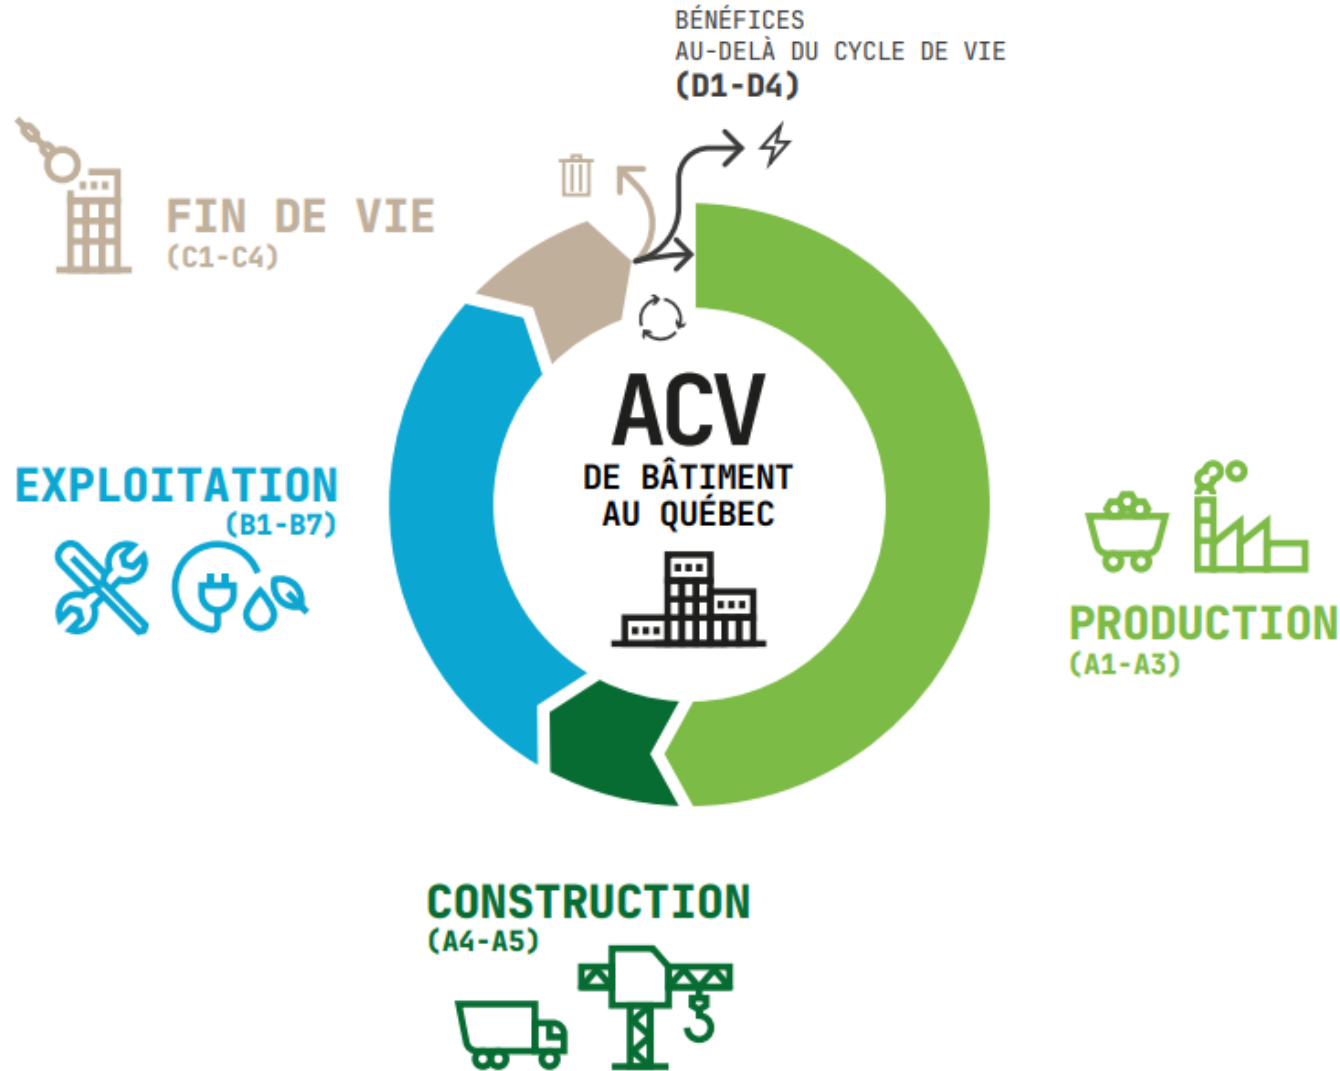 BÉNÉFICES
AU-DELÀ DU CYCLE DE VIE
(D1-D4)
FIN DE VIE
(C1-C4)
ACV
DE BÂTIMENT
AU QUÉBEC
EXPLOITATION
(B1-B7)
PRODUCTION
(A1-A3)
CONSTRUCTION
(A4-A5)